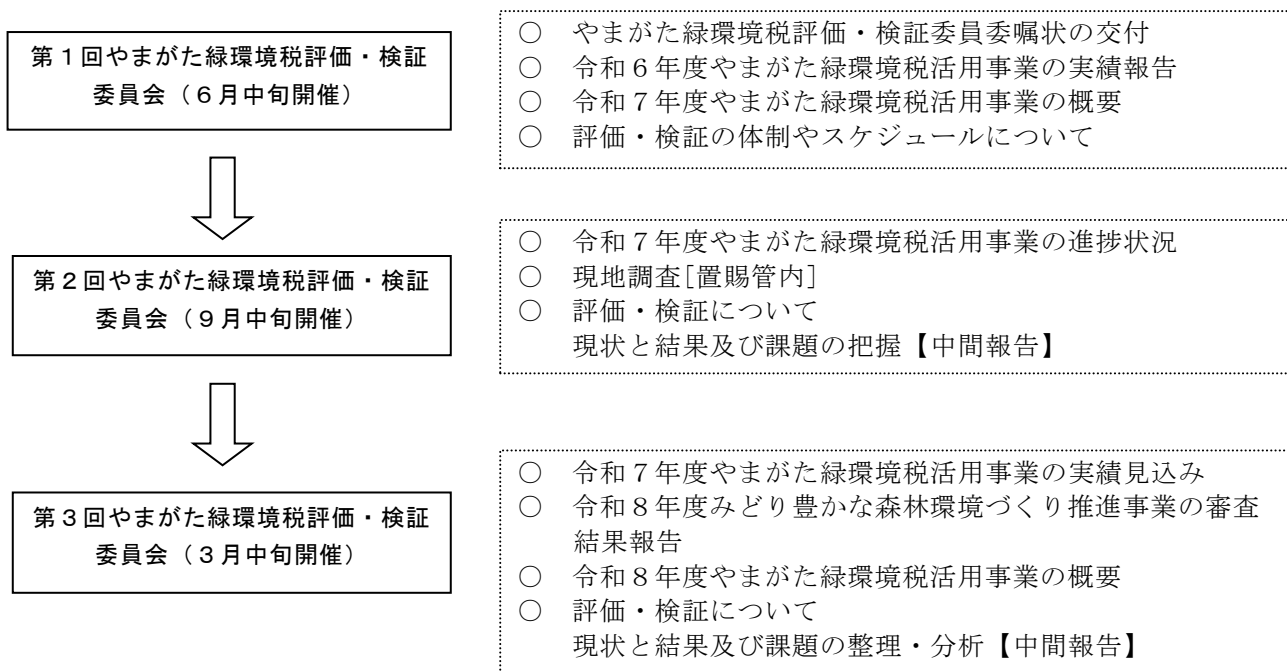 第１回やまがた緑環境税評価・検証
委員会（６月中旬開催）
○　やまがた緑環境税評価・検証委員委嘱状の交付
○　令和６年度やまがた緑環境税活用事業の実績報告
○　令和７年度やまがた緑環境税活用事業の概要
○　評価・検証の体制やスケジュールについて
第２回やまがた緑環境税評価・検証
委員会（９月中旬開催）
○　令和７年度やまがた緑環境税活用事業の進捗状況
○　現地調査[置賜管内]
○　評価・検証について
現状と結果及び課題の把握【中間報告】
第３回やまがた緑環境税評価・検証
委員会（３月中旬開催）
○　令和７年度やまがた緑環境税活用事業の実績見込み
○　令和８年度みどり豊かな森林環境づくり推進事業の審査
結果報告
○　令和８年度やまがた緑環境税活用事業の概要
○　評価・検証について
現状と結果及び課題の整理・分析【中間報告】